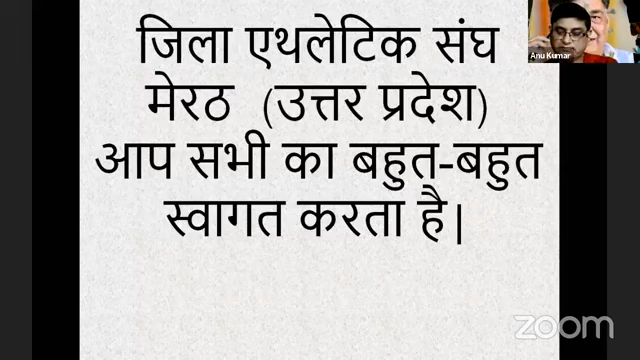 जिला एथलेटिक संघ
मेरठ (उत्तर प्रदेश)
आप सभी का बहुत-बहुत
स्वागत करता है|
Anu Kumar
zoom